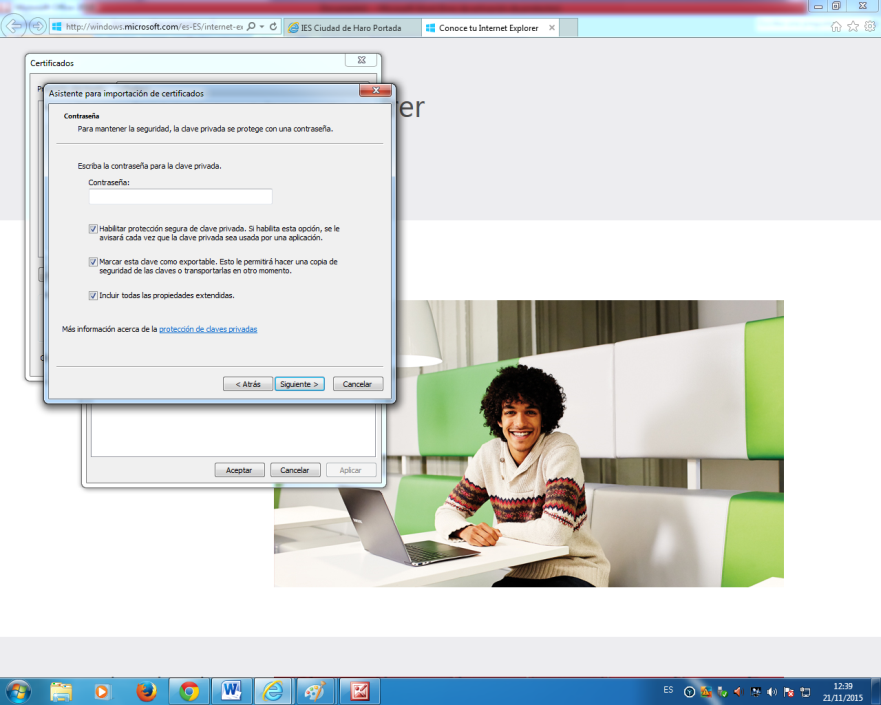 http://windows.microsoft.com/es-ES/internet-ex
IES Ciudad de Haro Portada
Conoce tu Internet Explorer
Certificados
er
Asistente para importación de certificados
Contraseña
Para mantener la seguridad, la clave privada se protege con una contraseña.
Escriba la contraseña para la clave privada.
Contraseña:
Habilitar protección segura de clave privada. Si habilita esta opción, se le
avisará cada vez que la clave privada sea usada por una aplicación.
Marcar esta clave como exportable. Esto le permitirá hacer una copia de
seguridad de las claves o transportarlas en otro momento.
Incluir todas las propiedades extendidas.
Más información acerca de la protección de claves privadas
< Atrás
Siguiente >
Cancelar
Aceptar
Cancelar
Aplicar
ES
12:39
21/11/2015